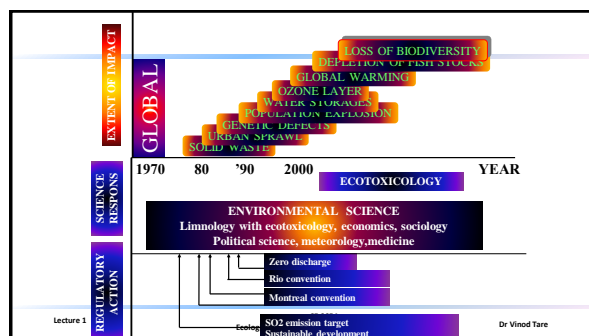 LOSS OF BIODIVERSITY
DEPLETION OF FISH STOCKS
GLOBAL WARMING
OZONE LAYER
WATER STORAGES
POPULATION EXPLOSION
GENETIC DEFECTS
URBAN SPRAWL
SOLID WASTE
EXTENT OF IMPACT
GLOBAL
1970 80 '90 2000 YEAR
ECOTOXICOLOGY
SCIENCE
RESPONS
ENVIRONMENTAL SCIENCE
Limnology with ecotoxicology, economics, sociology
Political science, meteorology,medicine
REGULATORY
ACTION
Zero discharge
Rio convention
Montreal convention
SO2 emission target
Sustainable development
Lecture 1
Dr Vinod Tare